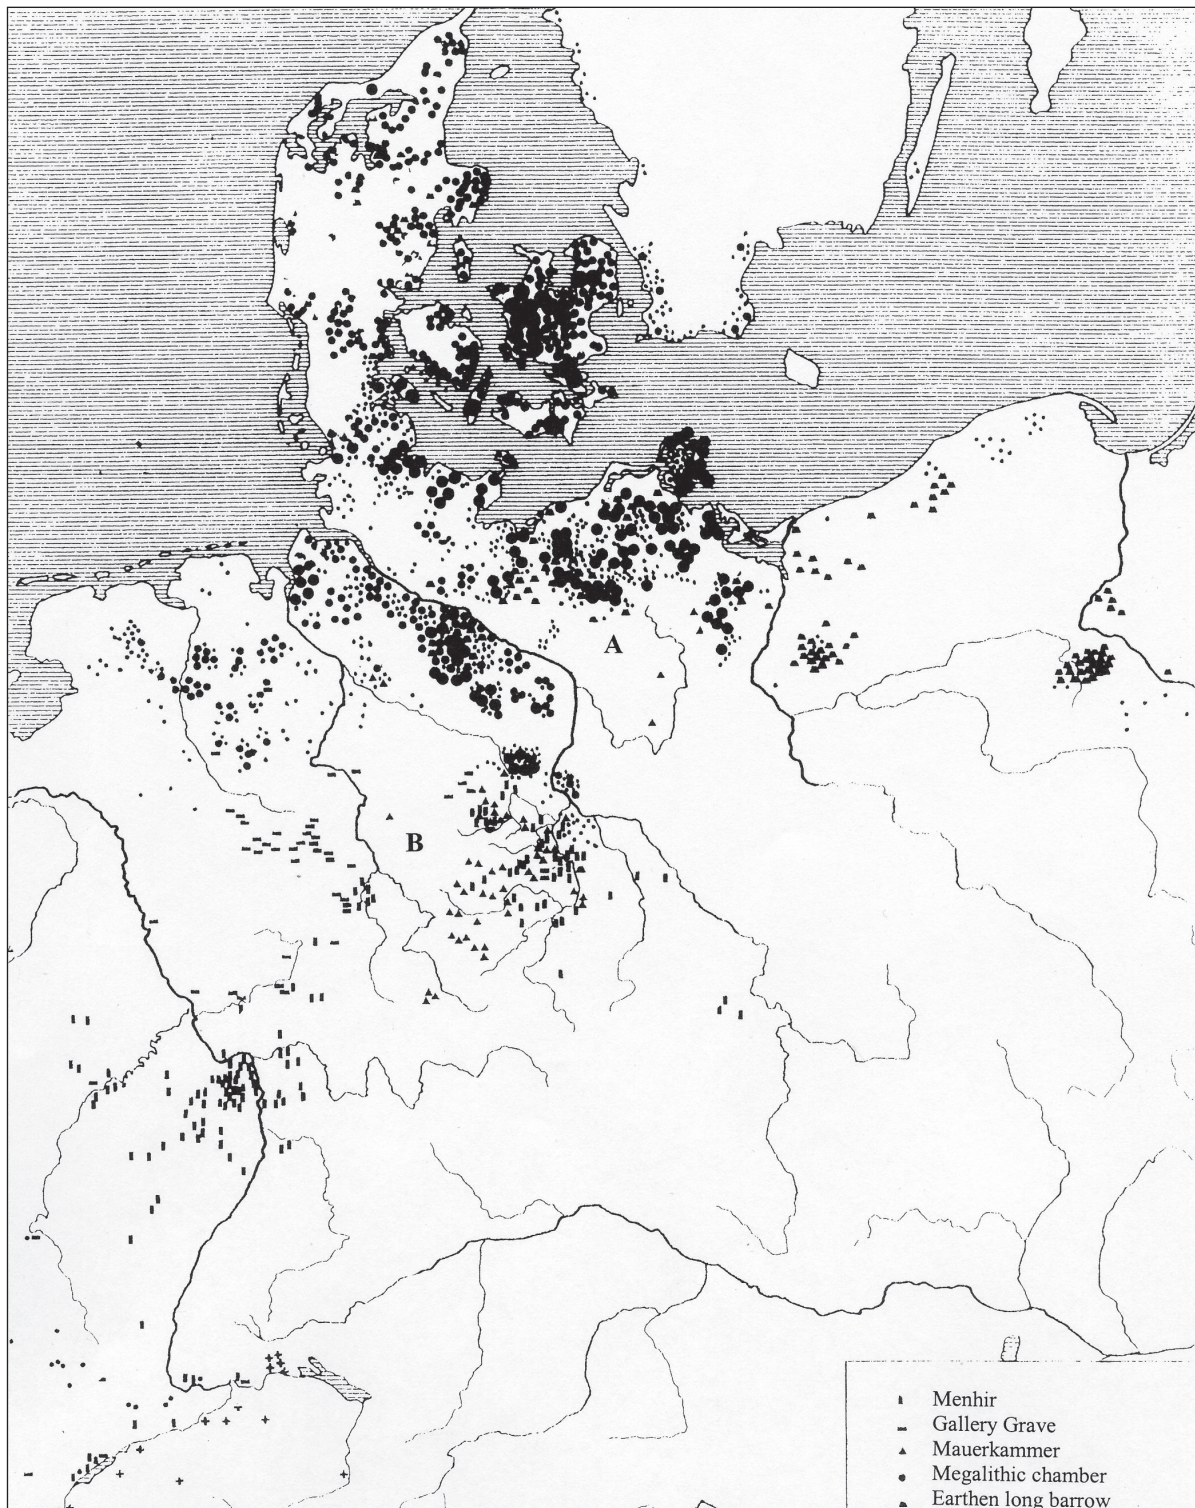 A
B
Menhir
Gallery Grave
Mauerkammer
Megalithic chamber
Earthen long barrow